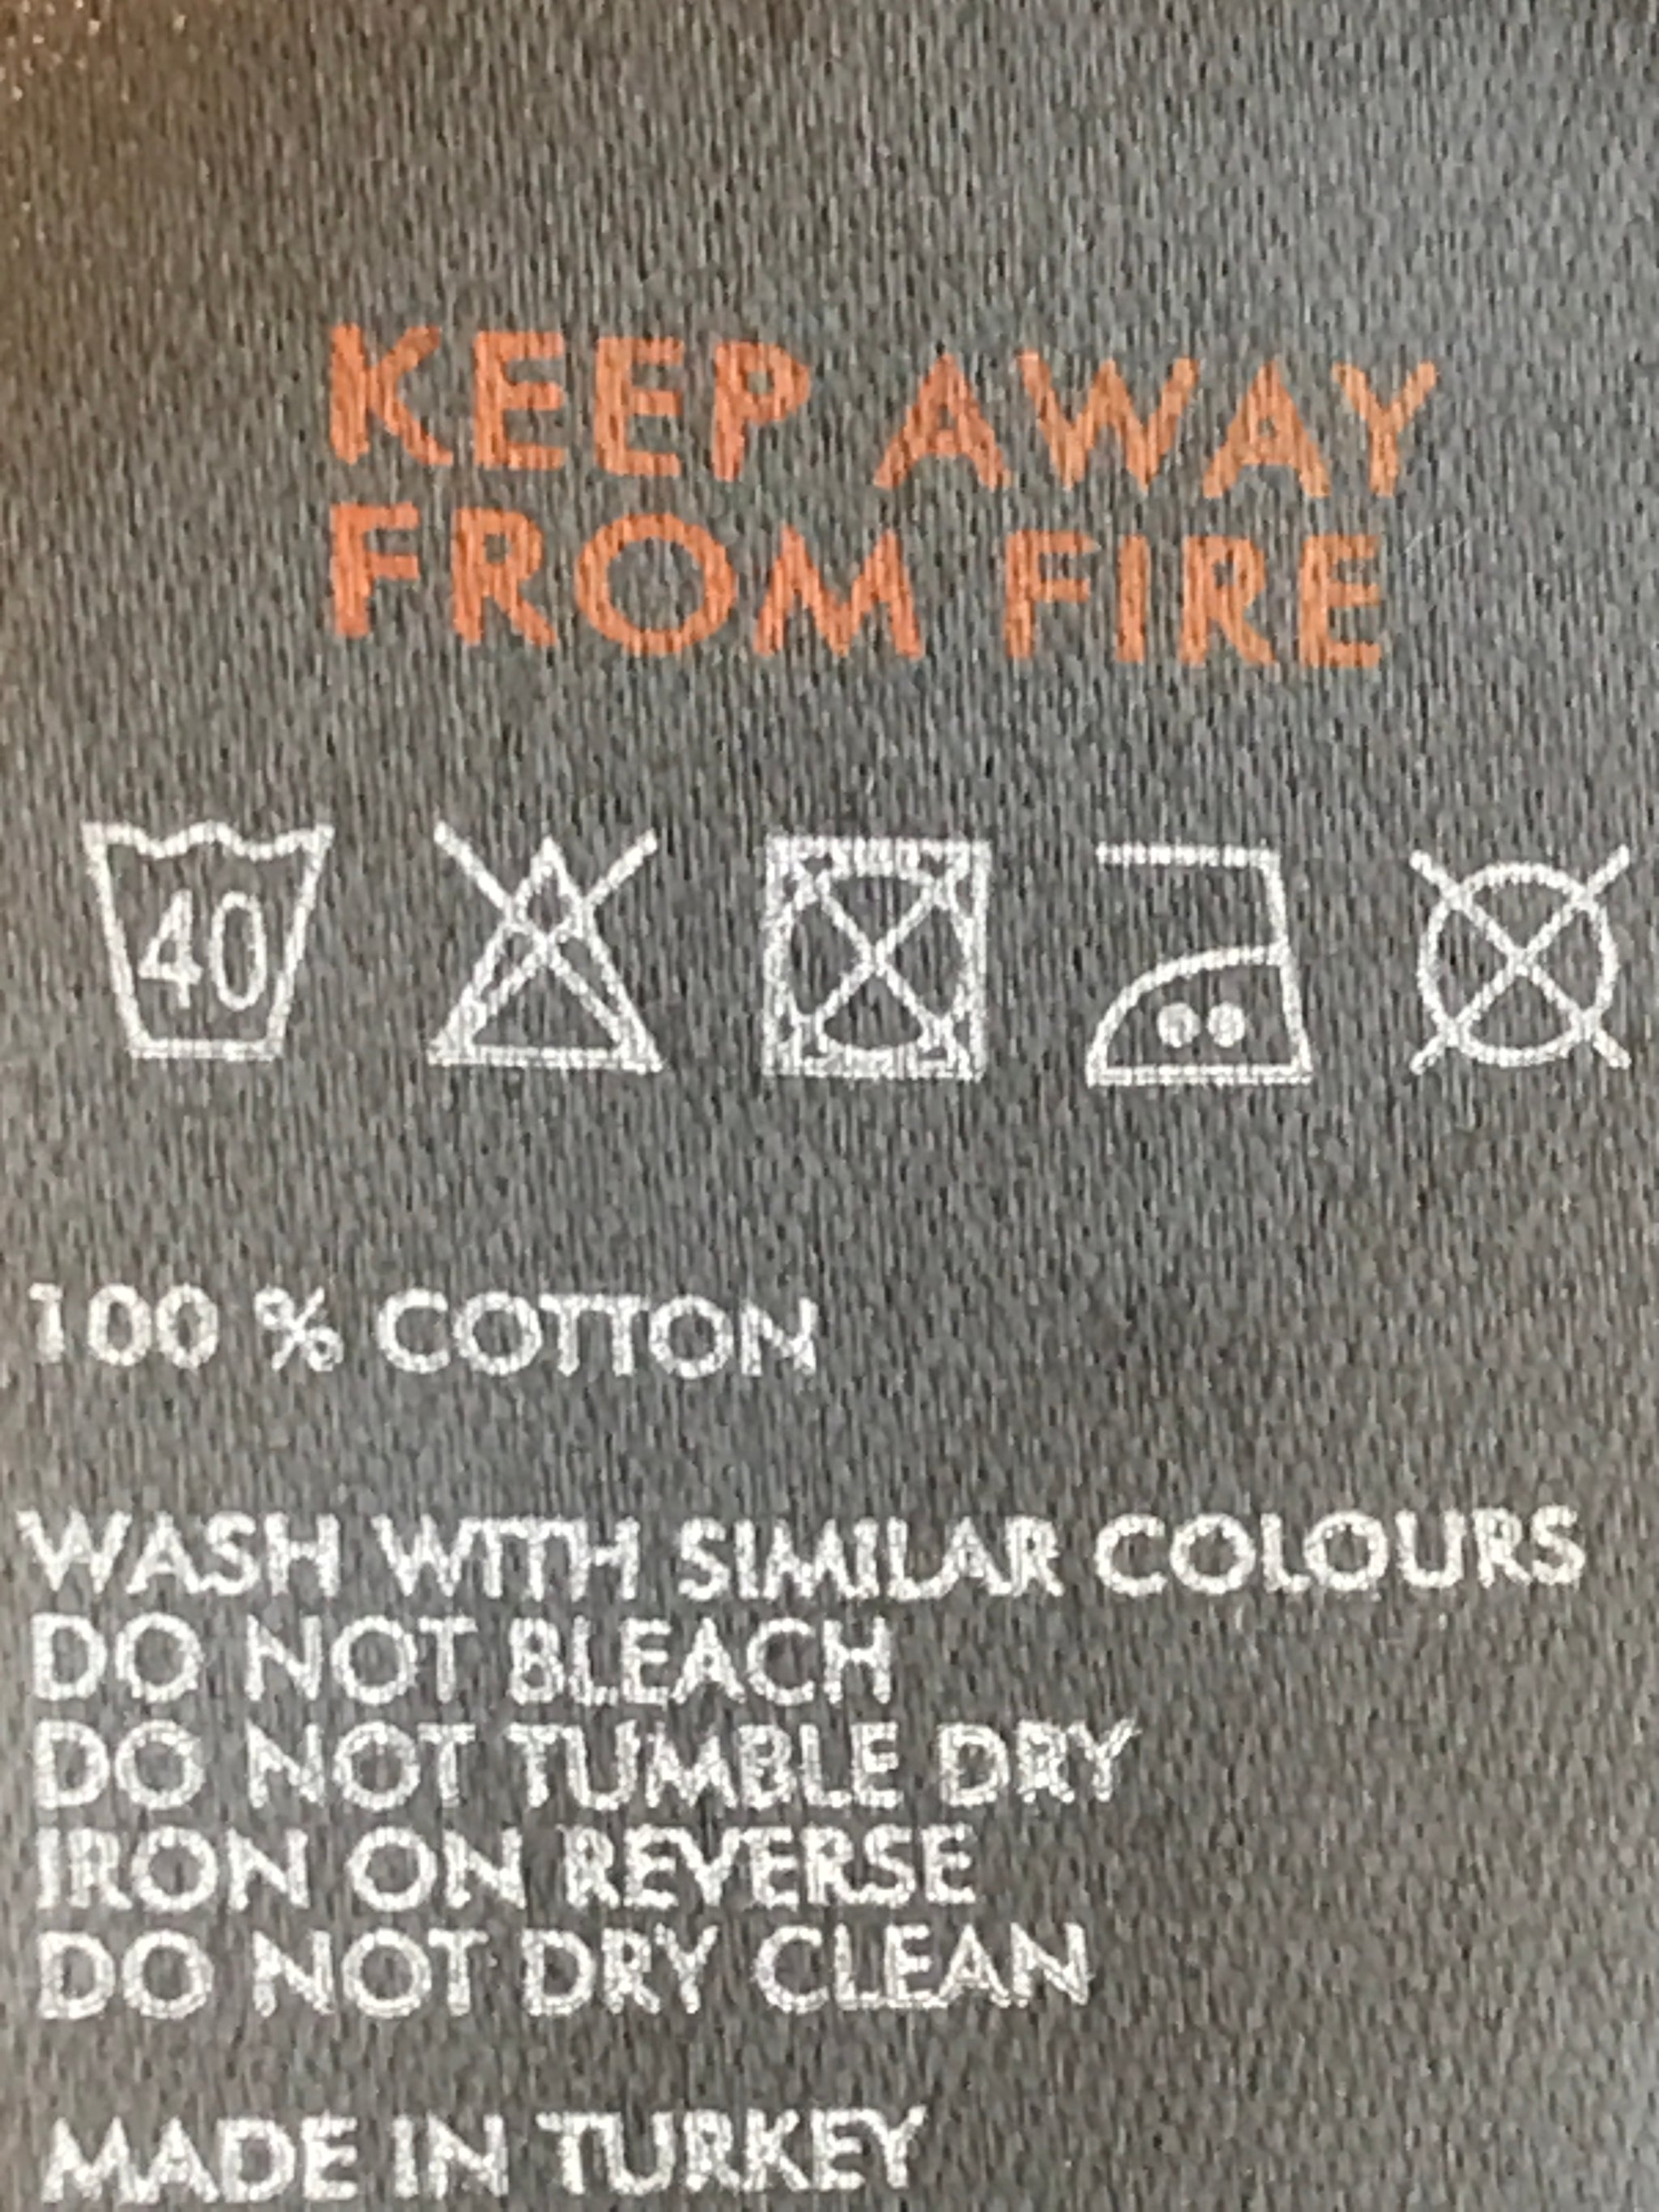 KEEP AWAY
FROM FIRE
40
100 % COTTON
WASH WITH SIMILAR COLOURS
DO NOT BLEACH
DO NOT TUMBLE DRY
IRON ON REVERSE
DO NOT DRY CLEAN
MADE IN TURKEY